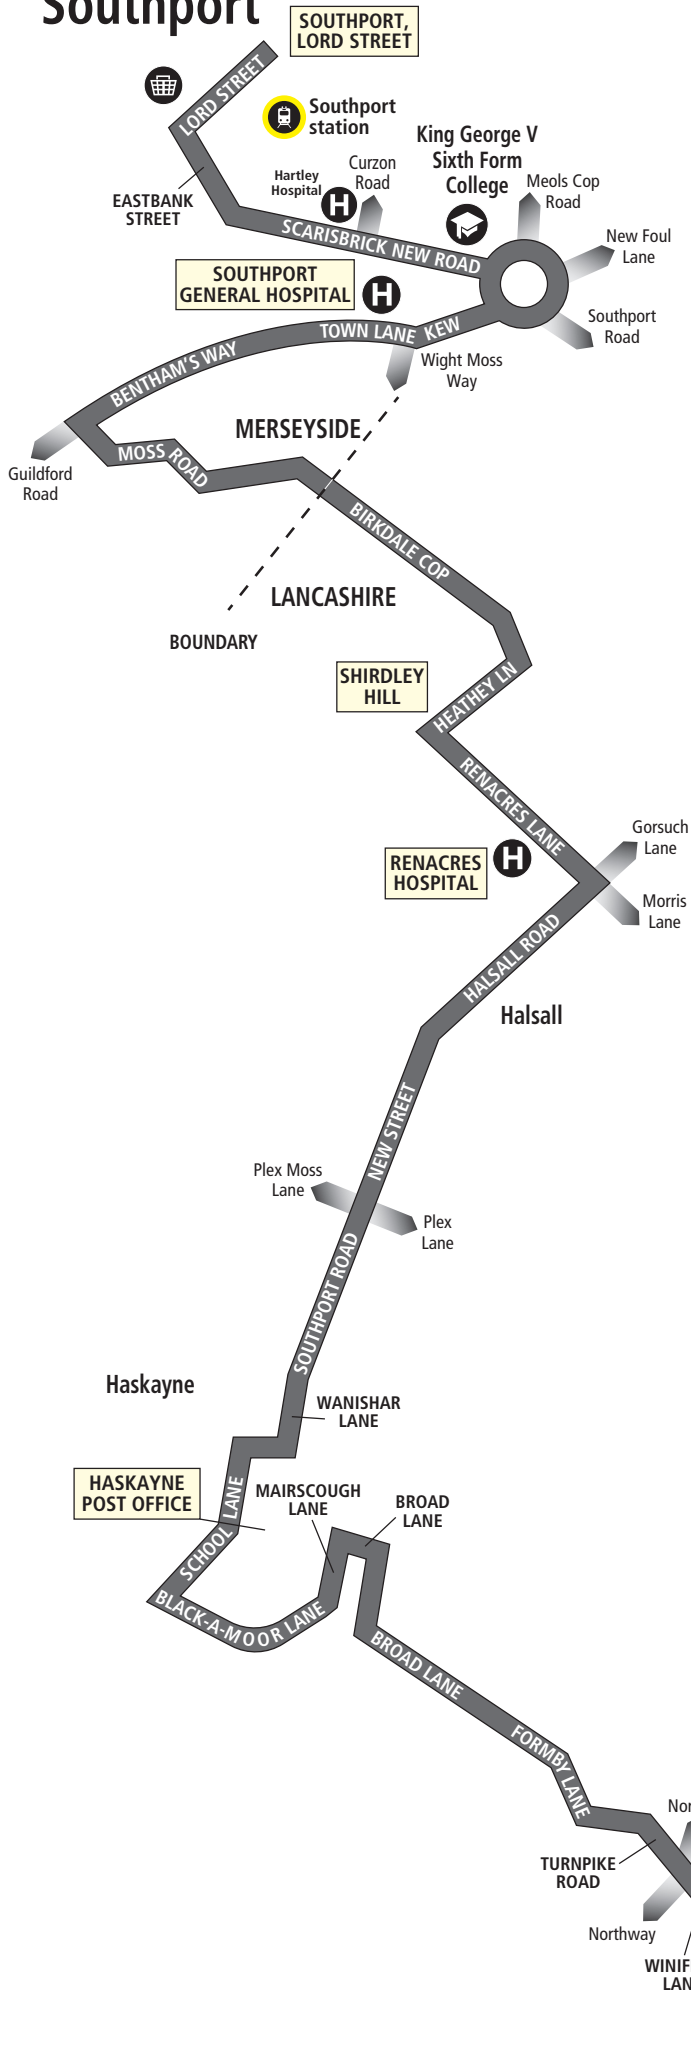 Southport
SOUTHPORT,
LORD STREET
LORD STREET
Southport
station
King George V
Sixth Form
College
Curzon
Road
Hartley
Hospital
H
Meols Cop
Road
EASTBANK
STREET
SCARISBRICK NEW ROAD
New Foul
Lane
SOUTHPORT
GENERAL HOSPITAL
H
Southport
Road
TOWN LANE KEW
BENTHAM'S WAY
Wight Moss
Way
MERSEYSIDE
MOSS ROAD
Guildford
Road
BIRKDALE COP
LANCASHIRE
BOUNDARY
SHIRDLEY
HILL
HEATHEY LN
RENACRES LANE
Gorsuch
Lane
RENACRES
HOSPITAL
H
Morris
Lane
HALSALL ROAD
Halsall
NEW STREET
Plex Moss
Lane
Plex
Lane
SOUTHPORT ROAD
Haskayne
WANISHAR
LANE
HASKAYNE
POST OFFICE
SCHOOL LANE
MAIRSCOUGH
LANE
BROAD
LANE
BLACK-A-MOOR LANE
BROAD LANE
FORMBY LANE
Nor
TURNPIKE
ROAD
Northway
WINIF
LAN